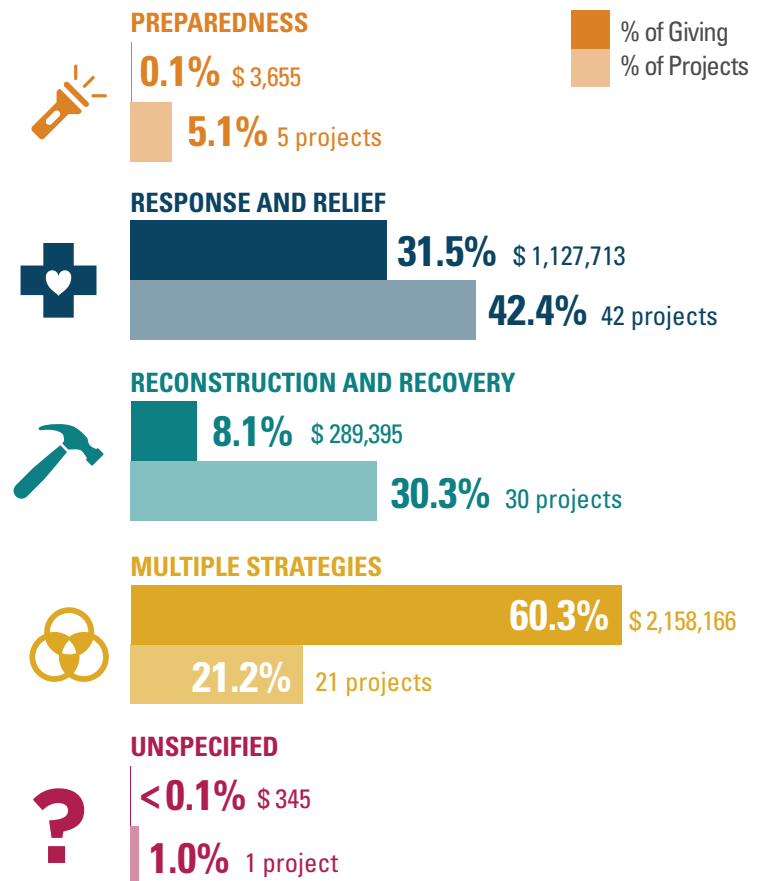 PREPAREDNESS
% of Giving
% of Projects
0.1% $ 3,655
5.1% 5 projects
RESPONSE AND RELIEF
31.5% $ 1,127,713
42.4% 42 projects
RECONSTRUCTION AND RECOVERY
8.1% $ 289,395
30.3% 30 projects
MULTIPLE STRATEGIES
60.3% $ 2,158,166
21.2% 21 projects
UNSPECIFIED
<0.1% $ 345
1.0% 1 project
?